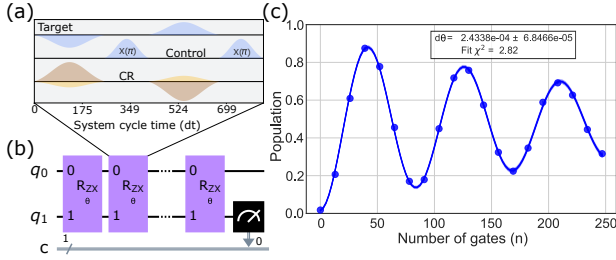 (a)
Target
X(π) Control X(π)
CR
0 175 349 524 699
System cycle time (dt)
(b)
q0 0 0 0
RZX RZX RZX
θ θ θ
q1 1 1 1
1 0
c
(c)
dθ= 2.4338e-04 ± 6.8466e-05
Fit χ² = 2.82
Population
1.0
0.8
0.6
0.4
0.2
0.0
0 50 100 150 200 250
Number of gates (n)